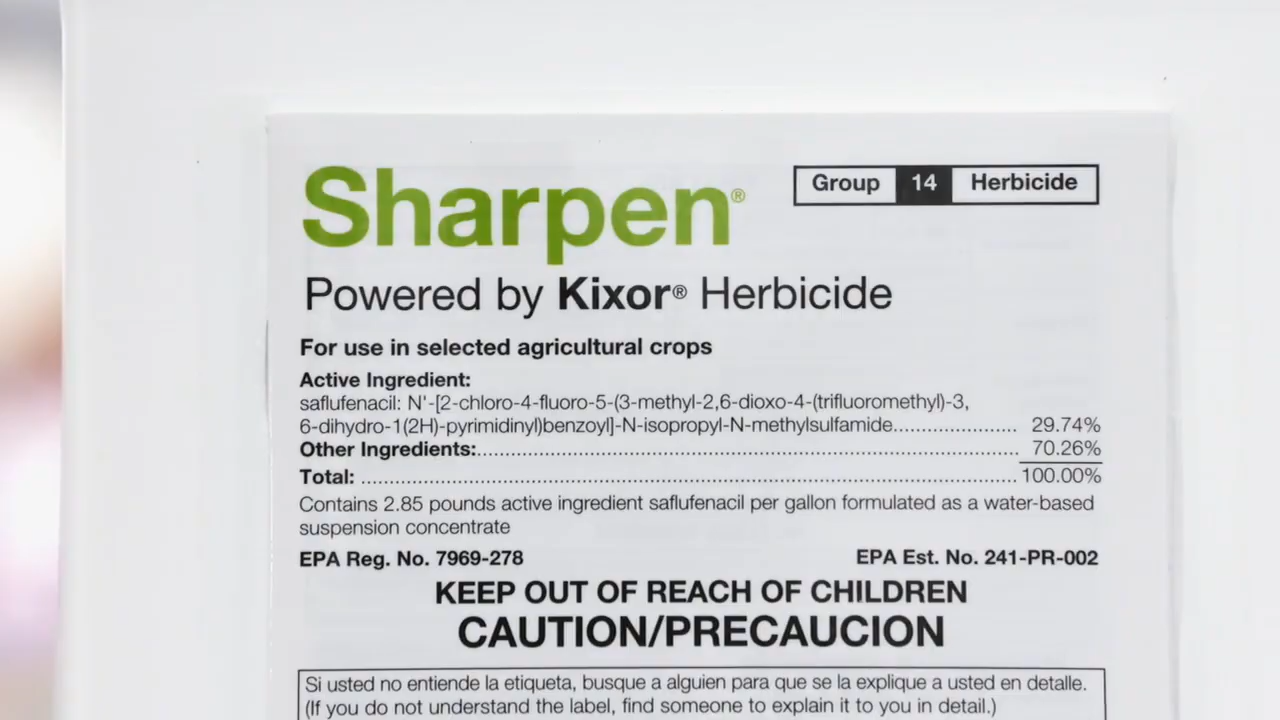 Sharpen®
Group 14 Herbicide
Powered by Kixor® Herbicide
For use in selected agricultural crops
Active Ingredient:
saflufenacil: N'-[2-chloro-4-fluoro-5-(3-methyl-2,6-dioxo-4-(trifluoromethyl)-3,
6-dihydro-1(2H)-pyrimidinyl)benzoyl]-N-isopropyl-N-methylsulfamide.................... 29.74%
Other Ingredients:.................................................................................................... 70.26%
Total: ........................................................................................................................ 100.00%
Contains 2.85 pounds active ingredient saflufenacil per gallon formulated as a water-based
suspension concentrate
EPA Reg. No. 7969-278 EPA Est. No. 241-PR-002
KEEP OUT OF REACH OF CHILDREN
CAUTION/PRECAUCION
Si usted no entiende la etiqueta, busque a alguien para que se la explique a usted en detalle.
(If you do not understand the label, find someone to explain it to you in detail.)